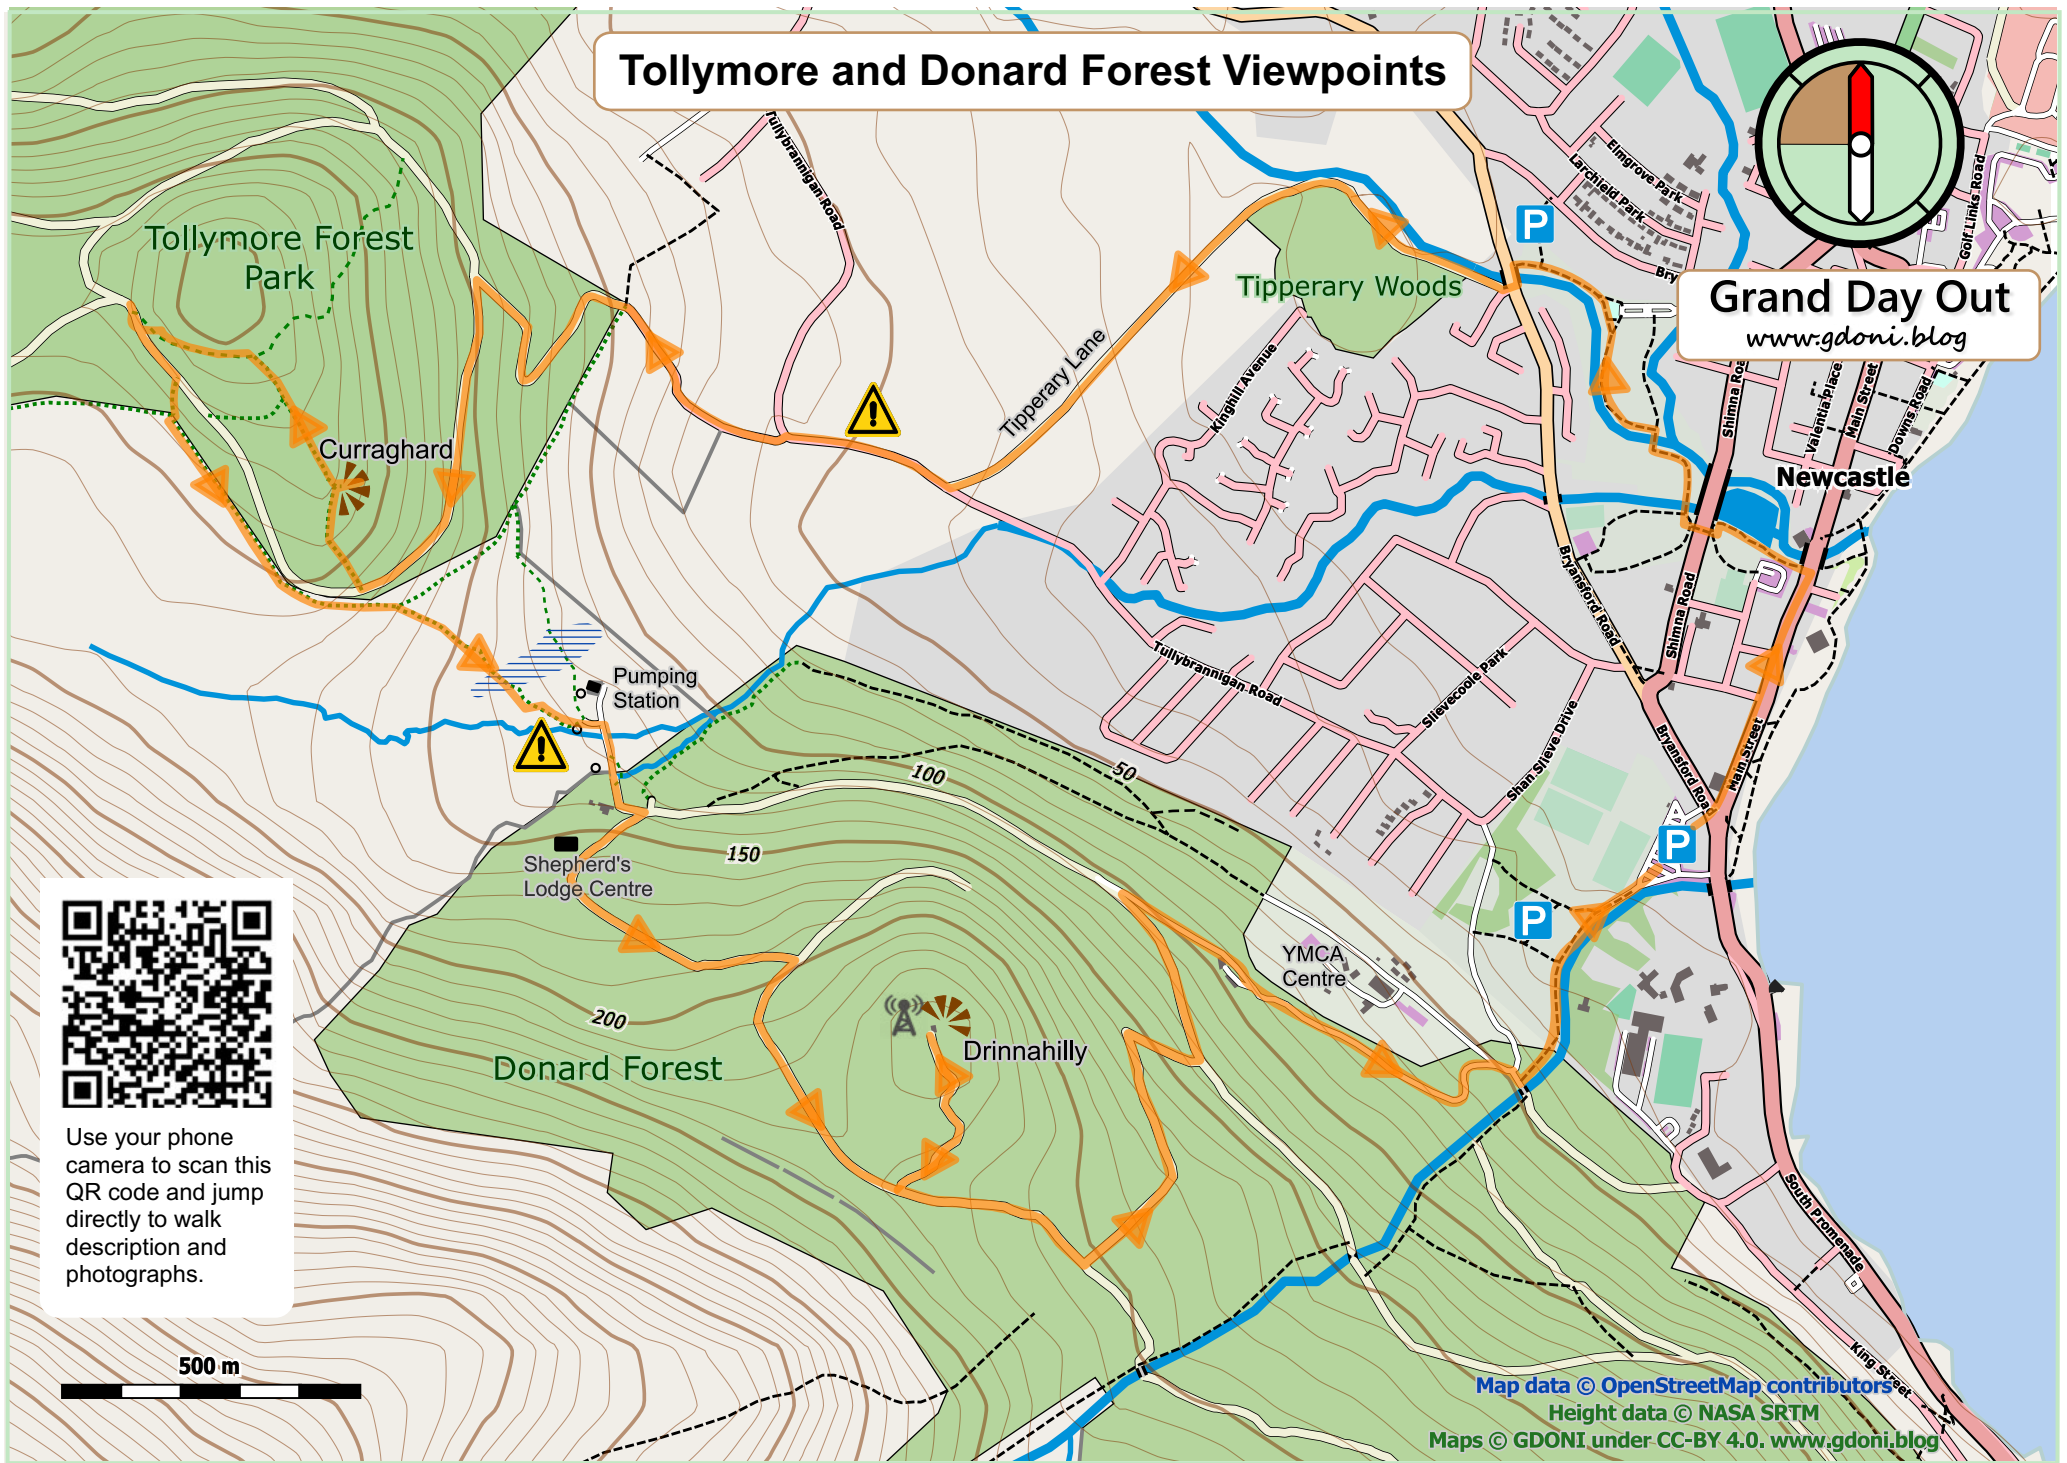 Tollymore and Donard Forest Viewpoints
Grand Day Out
www.gdoni.blog
Tollymore Forest
Park
Curraghard
Tullybrannigan Road
Tipperary Lane
Tipperary Woods
Kinghill Avenue
Elmgrove Park
Larchield Park
Bry
P
Golf Links Road
Shimna Roa
Valentia Place
Main Street
Downs Road
Newcastle
Bryansford Road
Shimna Road
Tullybrannigan Road
Slievecoole Park
Shan Slieve Drive
Bryansford Road
Main Street
P
P
Pumping
Station
Shepherd's
Lodge Centre
50
100
150
200
YMCA
Centre
Drinnahilly
Donard Forest
South Promenade
King Street
Use your phone
camera to scan this
QR code and jump
directly to walk
description and
photographs.
500 m
Map data © OpenStreetMap contributors
Height data © NASA SRTM
Maps © GDONI under CC-BY 4.0. www.gdoni.blog